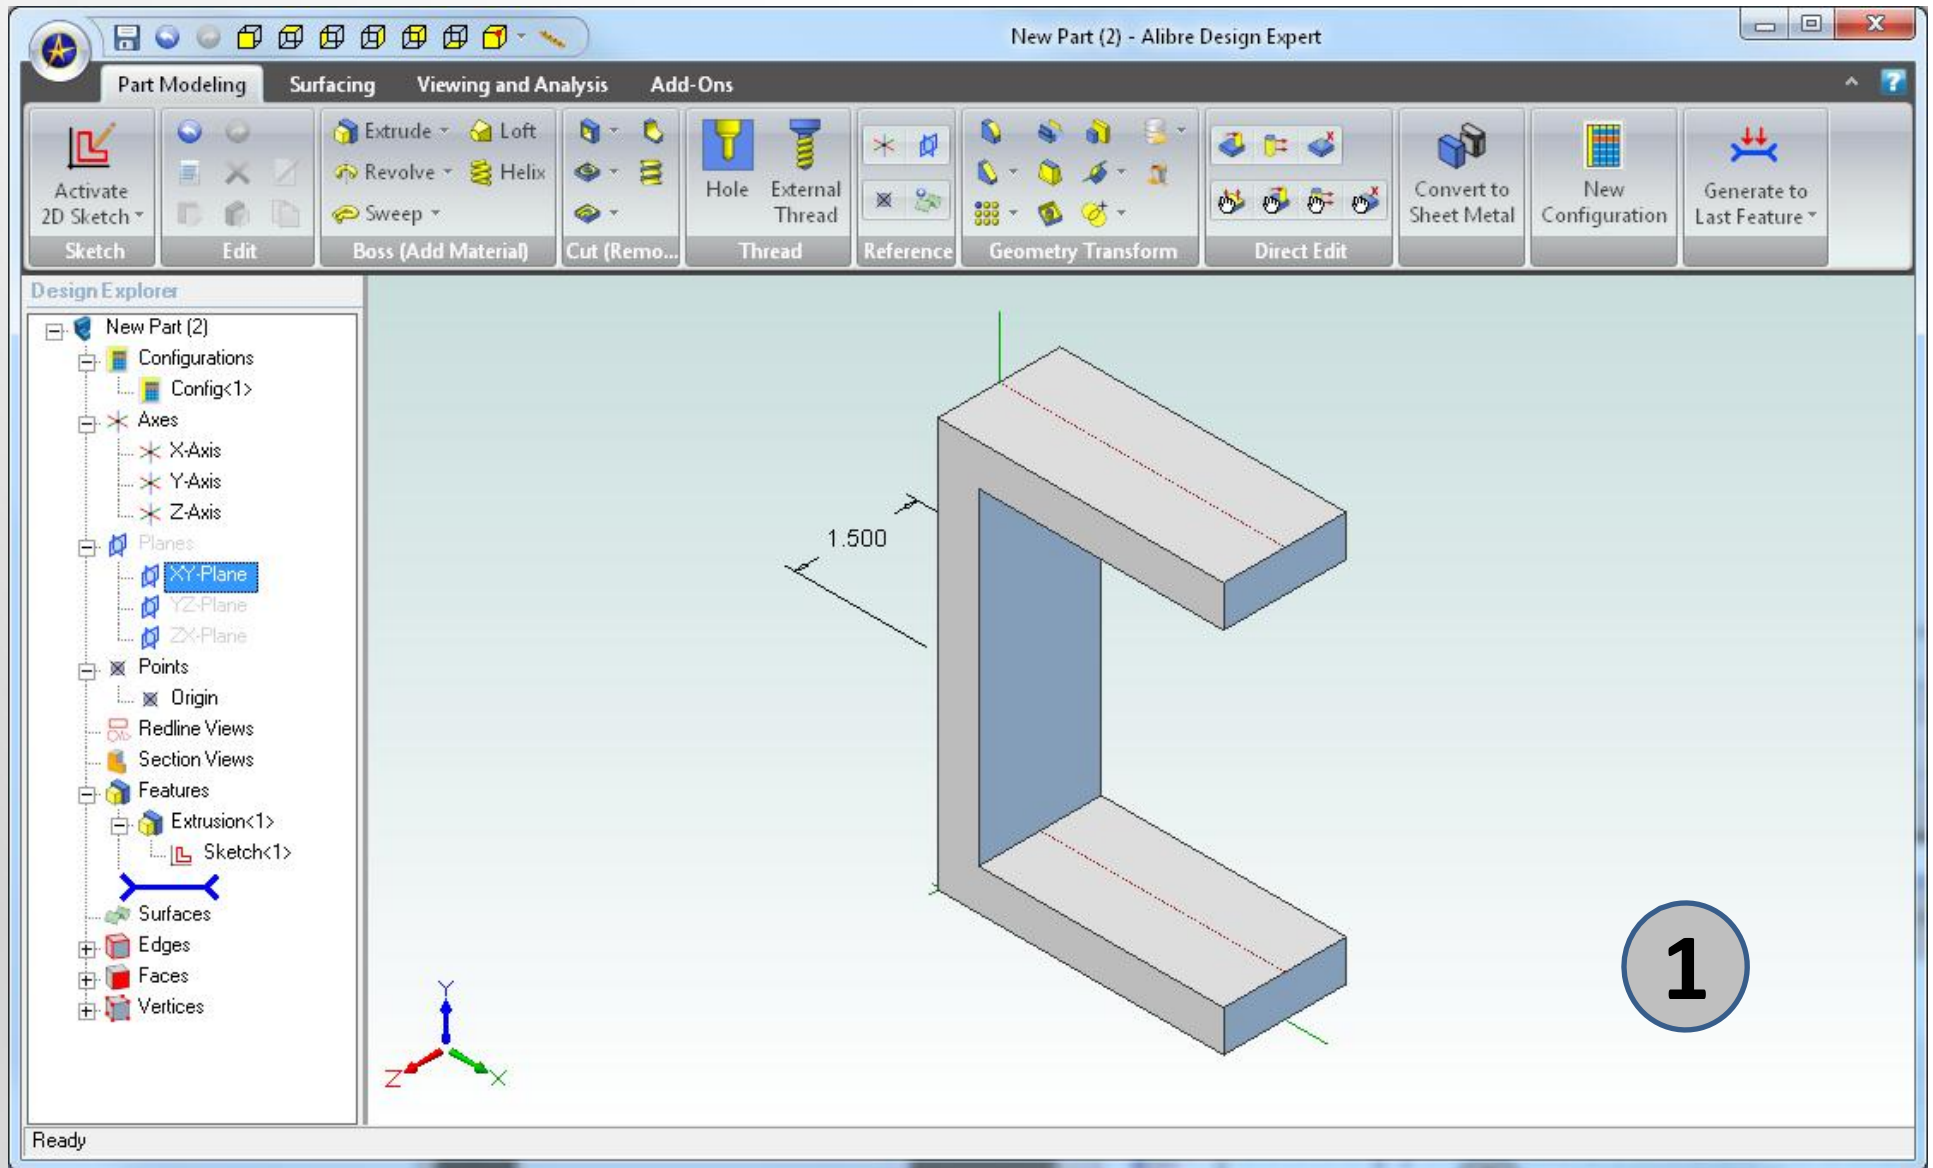 New Part (2) - Alibre Design Expert
Part Modeling Surfacing Viewing and Analysis Add-Ons
Activate
2D Sketch
Sketch
Edit
Extrude Loft
Revolve Helix
Sweep
Boss (Add Material)
Cut (Remo...
Hole
External
Thread
Thread
Reference
Geometry Transform
Direct Edit
Convert to
Sheet Metal
New
Configuration
Generate to
Last Feature
Design Explorer
New Part (2)
Configurations
Config<1>
Axes
X-Axis
Y-Axis
Z-Axis
Planes
XY-Plane
YZ-Plane
ZX-Plane
Points
Origin
Redline Views
Section Views
Features
Extrusion<1>
Sketch<1>
Surfaces
Edges
Faces
Vertices
1.500
Y
Z
X
1
Ready